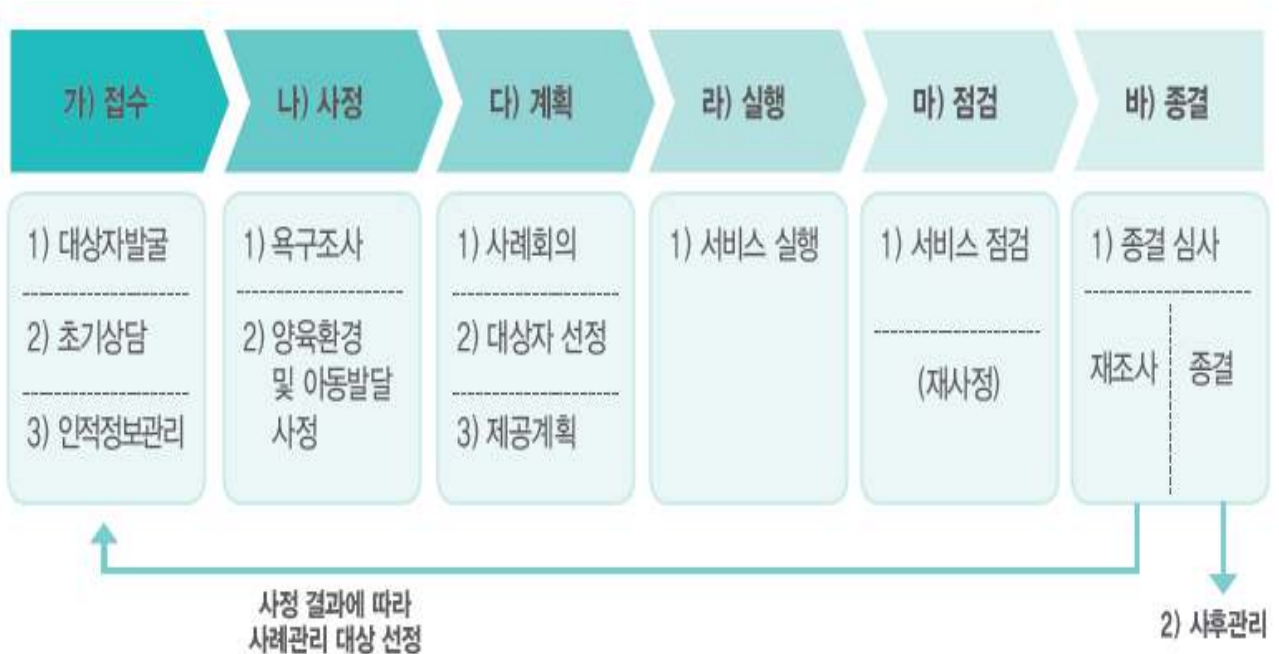 가) 접수
나) 사정
다) 계획
라) 실행
마) 점검
바) 종결
1) 대상자발굴
2) 초기상담
3) 인적정보관리
1) 욕구조사
2) 양육환경
및 아동발달
사정
1) 사례회의
2) 대상자 선정
3) 제공계획
1) 서비스 실행
1) 서비스 점검
(재사정)
1) 종결 심사
재조사
종결
사정 결과에 따라
사례관리 대상 선정
2) 사후관리